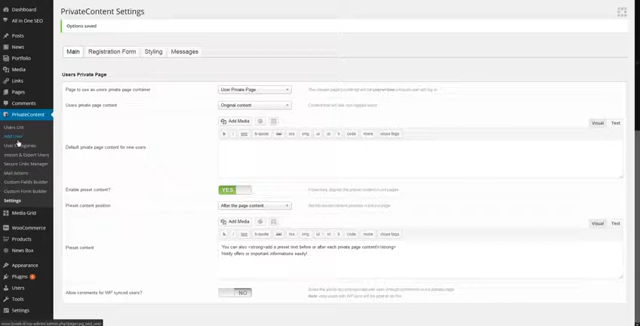 Dashboard
All in One SEO
Posts
News
Portfolio
Media
Links
Pages
Comments
PrivateContent
Users List
Add User
User Categories
Import & Export Users
Secure Links Manager
Mail Actions
Custom Fields Builder
Custom Form Builder
Settings
Media Grid
WooCommerce
Products
News Box
Appearance
Plugins
Users
Tools
Settings
PrivateContent Settings
Options saved
Main
Registration Form
Styling
Messages
Users Private Page
Page to use as users private page container
User Private Page
Users private page content
Original content
Add Media
Visual
Text
b
i
link
b-quote
del
ins
img
ul
ol
li
code
more
close tags
Default private page content for new users
Enable preset content?
YES
Preset content position
After the page content
Add Media
Visual
Text
b
i
link
b-quote
del
ins
img
ul
ol
li
code
more
close tags
Preset content
You can also <strong>add a preset text before or after each private page content!</strong>
Notify offers or important informations easily!
Allow comments for WP synced users?
NO